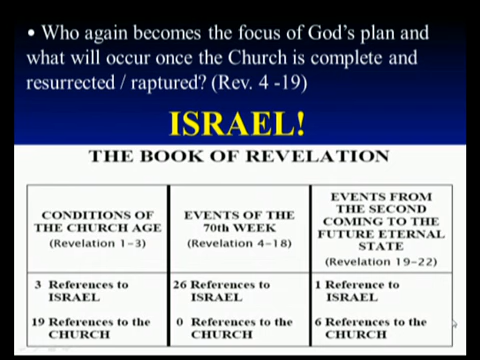 • Who again becomes the focus of God's plan and
what will occur once the Church is complete and
resurrected / raptured? (Rev. 4 -19)
ISRAEL!
THE BOOK OF REVELATION
CONDITIONS OF
THE CHURCH AGE
(Revelation 1–3)
EVENTS OF THE
70th WEEK
(Revelation 4–18)
EVENTS FROM
THE SECOND
COMING TO THE
FUTURE ETERNAL
STATE
(Revelation 19–22)
3 References to
ISRAEL
19 References to the
CHURCH
26 References to
ISRAEL
0 References to the
CHURCH
1 Reference to
ISRAEL
6 References to the
CHURCH